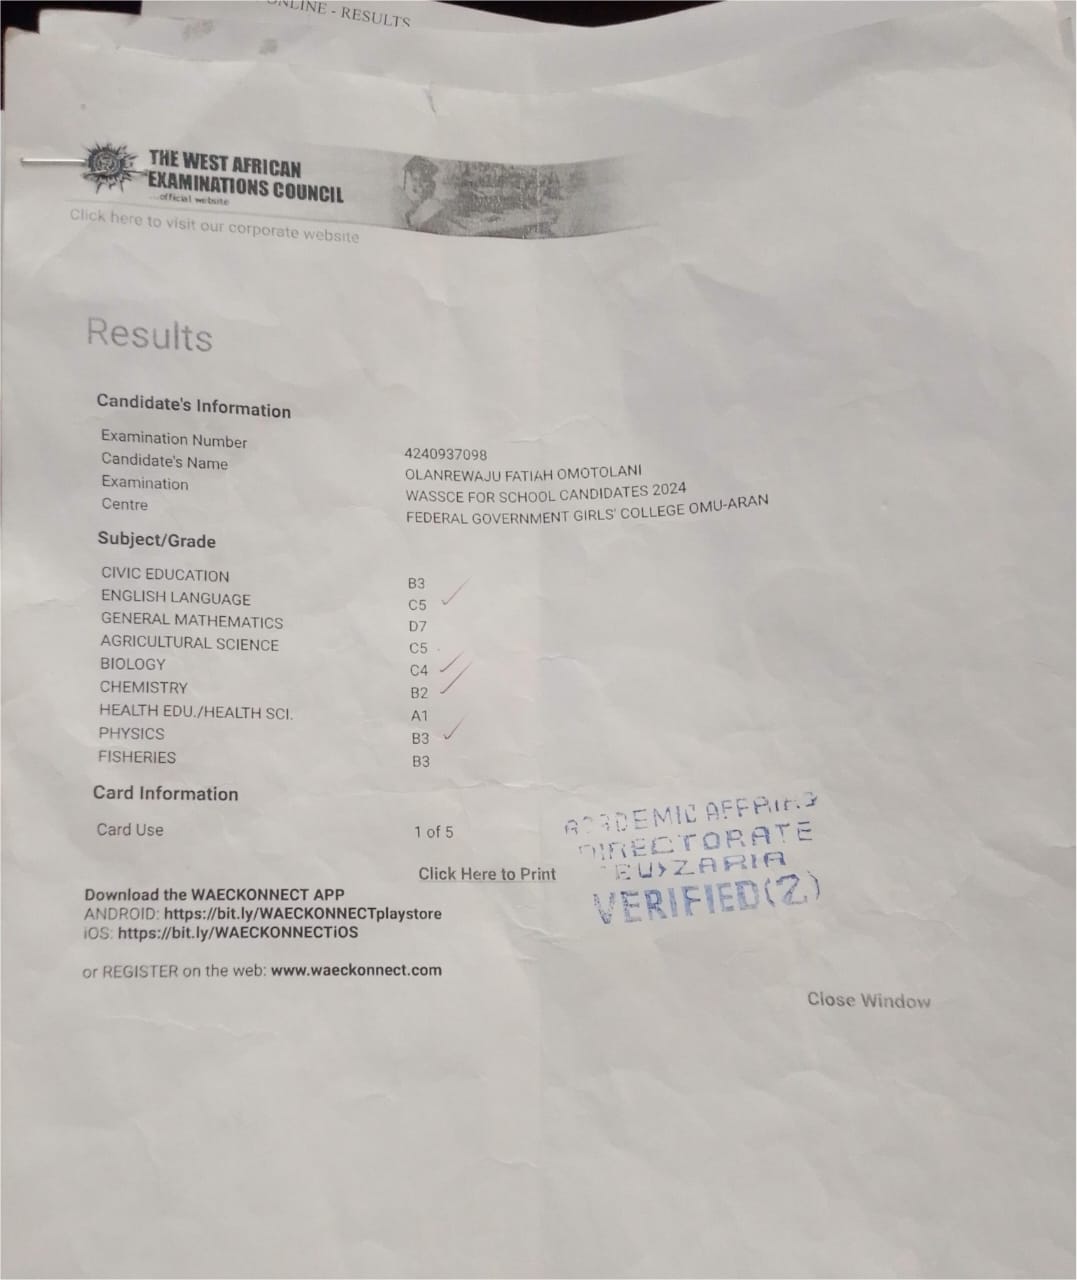 NLINE - RESULTS
THE WEST AFRICAN
EXAMINATIONS COUNCIL
...official website
Click here to visit our corporate website
Results
Candidate's Information
Examination Number 4240937098
Candidate's Name OLANREWAJU FATIAH OMOTOLANI
Examination WASSCE FOR SCHOOL CANDIDATES 2024
Centre FEDERAL GOVERNMENT GIRLS' COLLEGE OMU-ARAN
Subject/Grade
CIVIC EDUCATION B3
ENGLISH LANGUAGE C5
GENERAL MATHEMATICS D7
AGRICULTURAL SCIENCE C5
BIOLOGY C4
CHEMISTRY B2
HEALTH EDU./HEALTH SCI. A1
PHYSICS B3
FISHERIES B3
Card Information
Card Use 1 of 5
Click Here to Print
ACADEMIC AFFAIRS
DIRECTORATE
ZARIA
VERIFIED(2)
Download the WAECKONNECT APP
ANDROID: https://bit.ly/WAECKONNECTplaystore
iOS: https://bit.ly/WAECKONNECTiOS
or REGISTER on the web: www.waeckonnect.com
Close Window